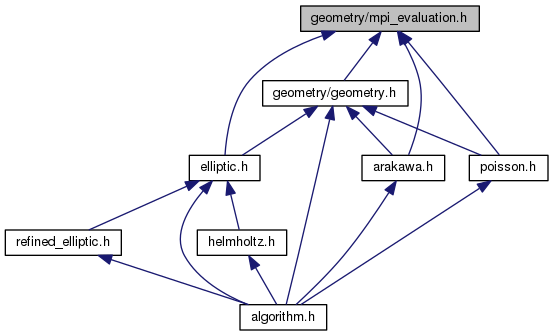 geometry/mpi_evaluation.h
geometry/geometry.h
elliptic.h
arakawa.h
poisson.h
refined_elliptic.h
helmholtz.h
algorithm.h